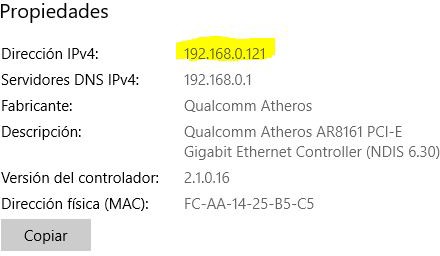 Propiedades
Dirección IPv4: 192.168.0.121
Servidores DNS IPv4: 192.168.0.1
Fabricante: Qualcomm Atheros
Descripción: Qualcomm Atheros AR8161 PCI-E
Gigabit Ethernet Controller (NDIS 6.30)
Versión del controlador: 2.1.0.16
Dirección física (MAC): FC-AA-14-25-B5-C5
Copiar